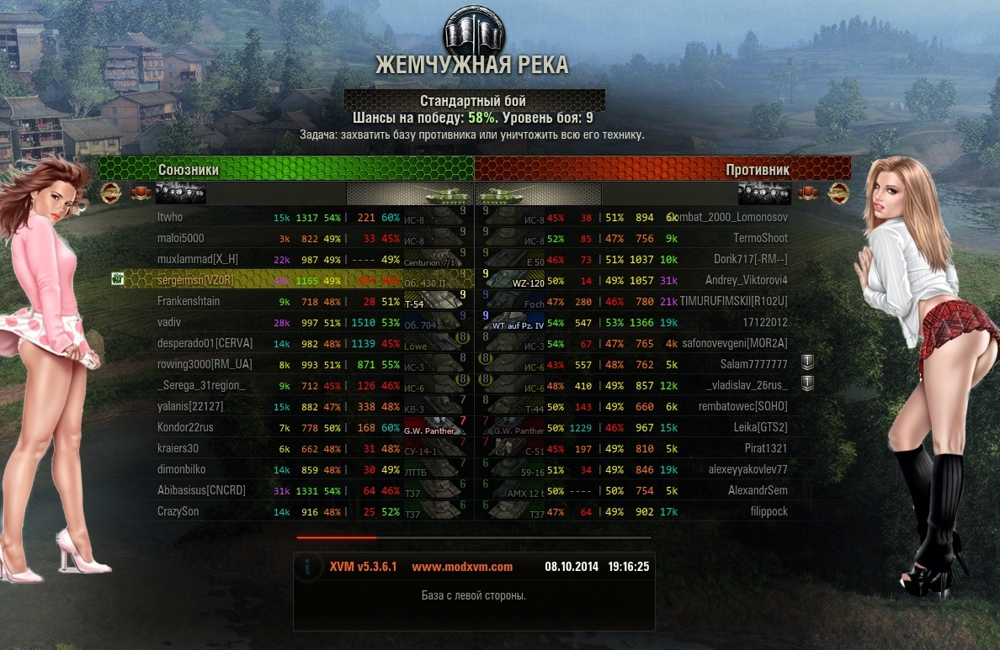 ЖЕМЧУЖНАЯ РЕКА
Стандартный бой
Шансы на победу: 58%. Уровень боя: 9
Задача: захватить базу противника или уничтожить всю его технику.
Союзники Противник
Itwho 15k 1317 54% | 221 60% ИС-8 9 9 ИС-8 45% 38 | 51% 894 6k Combat_2000_Lomonosov
maloi5000 3k 822 49% | 33 45% ИС-8 9 9 ИС-8 52% 85 | 47% 756 9k TermoShoot
muxlammad[X_H] 22k 987 49% | ---- 49% Centurion 7/1 9 9 E 50 46% 73 | 51% 1037 10k Dorik717[-RM--]
sergeimsn[VZ0R] 1165 49% | Об. 430 II 9 9 WZ-120 50% 14 | 49% 1057 31k Andrey_Viktorovi4
Frankenshtain 9k 718 48% | 28 51% T-54 9 9 Foch 47% 280 | 46% 780 21k TIMURUFIMSKII[R102U]
vadiv 28k 997 51% | 1510 53% Об. 704 9 9 WT auf Pz. IV 54% 547 | 53% 1366 19k 17122012
desperado01[CERVA] 14k 982 48% | 1139 45% Löwe (8) 8 ИС-3 54% 67 | 47% 765 4k safonovevgeni[MOR2A]
rowing3000[RM_UA] 8k 993 51% | 871 55% ИС-3 8 (8) ИС-6 43% 557 | 48% 762 5k Salam7777777
_Serega_31region_ 9k 712 45% | 126 46% ИС-6 (8) (8) ИС-6 48% 410 | 49% 857 12k _vladislav_26rus_
yalanis[22127] 15k 882 47% | 338 48% КВ-3 7 8 T-44 50% 143 | 49% 660 6k rembatowec[SOHO]
Kondor22rus 7k 778 50% | 168 60% G.W. Panther 7 7 G.W. Panther 50% 1229 | 46% 967 15k Leika[GTS2]
kraiers30 6k 662 48% | 31 48% СУ-14-1 7 7 С-51 45% 197 | 49% 810 5k Pirat1321
dimonbilko 14k 859 48% | 30 49% ЛТТБ 7 6 59-16 51% 34 | 49% 846 19k alexeyyakovlev77
Abibasisus[CNCRD] 31k 1331 54% | 64 46% T37 6 6 AMX 12 t 50% ---- | 50% 754 5k AlexandrSem
CrazySon 14k 916 48% | 25 52% T37 6 6 T37 47% 64 | 49% 902 17k filippock
XVM v5.3.6.1 www.modxvm.com 08.10.2014 19:16:25
База с левой стороны.